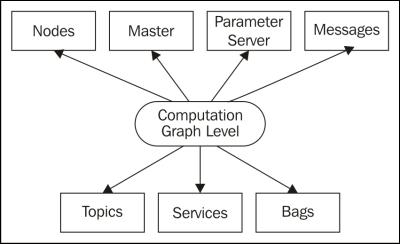 Nodes
Master
Parameter
Server
Messages
Computation
Graph Level
Topics
Services
Bags